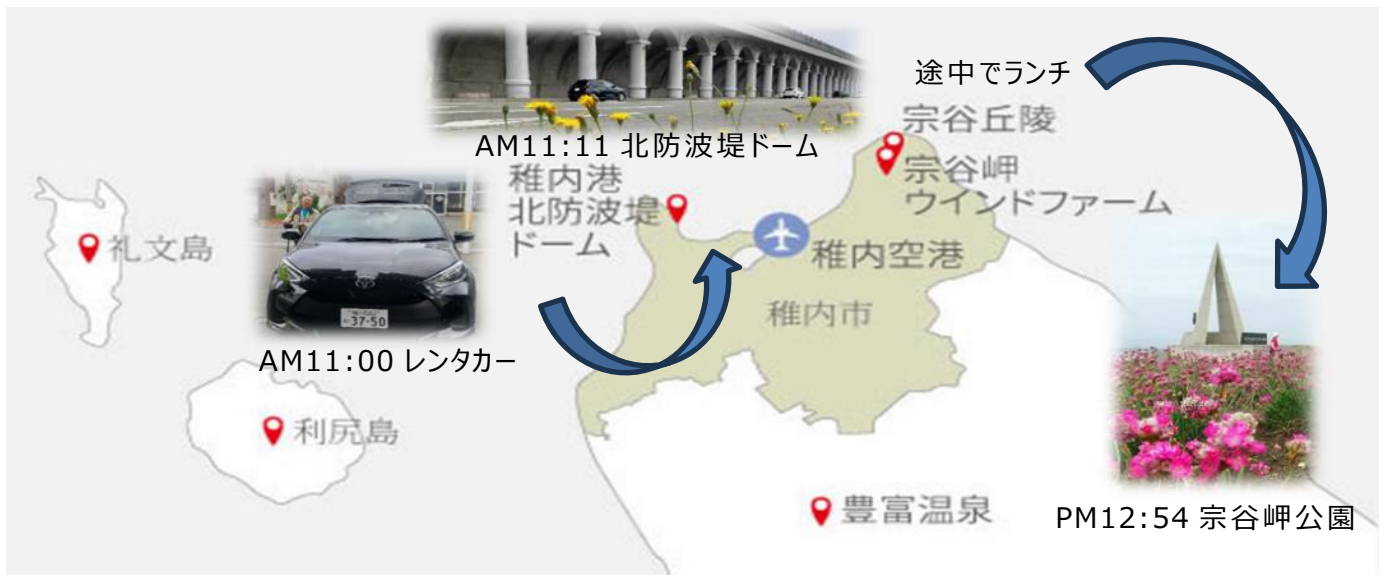 途中でランチ
宗谷丘陵
AM11:11 北防波堤ドーム
宗谷岬
ウインドファーム
稚内港
北防波堤
ドーム
礼文島
稚内空港
37-50
稚内市
AM11:00 レンタカー
利尻島
豊富温泉
PM12:54 宗谷岬公園